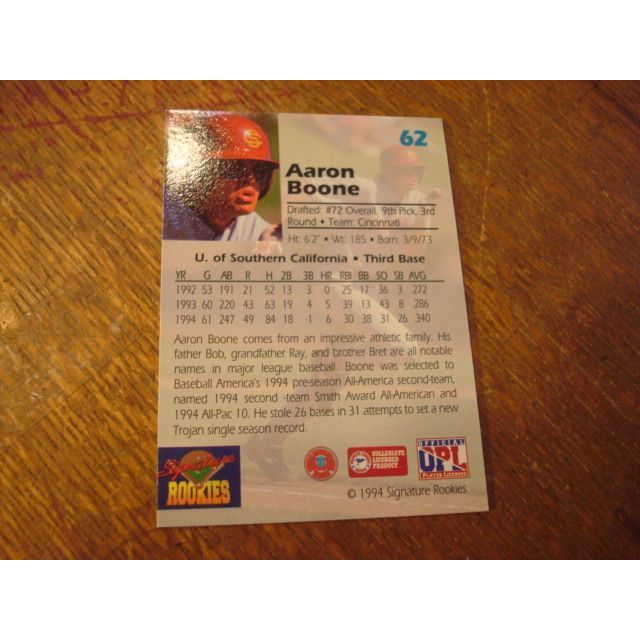 62
SC
Aaron
Boone
Drafted: #72 Overall, 9th Pick, 3rd
Round • Team: Cincinnati
Ht: 6'2" • Wt: 185 • Born: 3/9/73
U. of Southern California • Third Base
YR G AB R H 2B 3B HR RBI BB SO SB AVG
1992 53 191 21 52 13 3 0 25 17 36 3 .272
1993 60 220 43 63 19 4 5 39 13 43 8 .286
1994 61 247 49 84 18 1 6 30 38 31 26 .340
Aaron Boone comes from an impressive athletic family. His
father Bob, grandfather Ray, and brother Bret are all notable
names in major league baseball. Boone was selected to
Baseball America's 1994 pre-season All-America second-team,
named 1994 second -team Smith Award All-American and
1994 All-Pac 10. He stole 26 bases in 31 attempts to set a new
Trojan single season record.
Signature
ROOKIES
COLLEGIATE
LICENSED
PRODUCT
OFFICIAL
UPL
PLAYER LICENSEE
© 1994 Signature Rookies